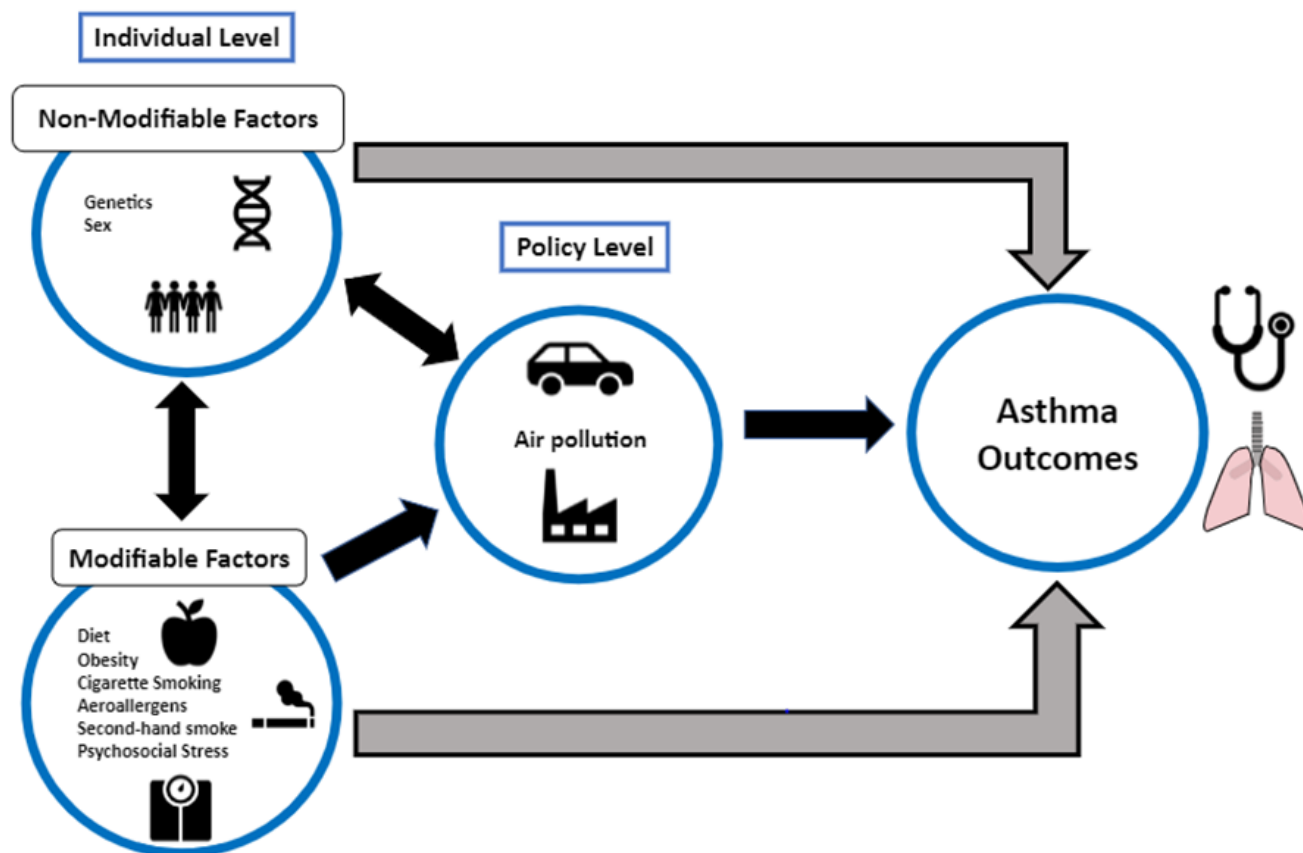 Individual Level
Non-Modifiable Factors
Genetics
Sex
Policy Level
Air pollution
Asthma
Outcomes
Modifiable Factors
Diet
Obesity
Cigarette Smoking
Aeroallergens
Second-hand smoke
Psychosocial Stress